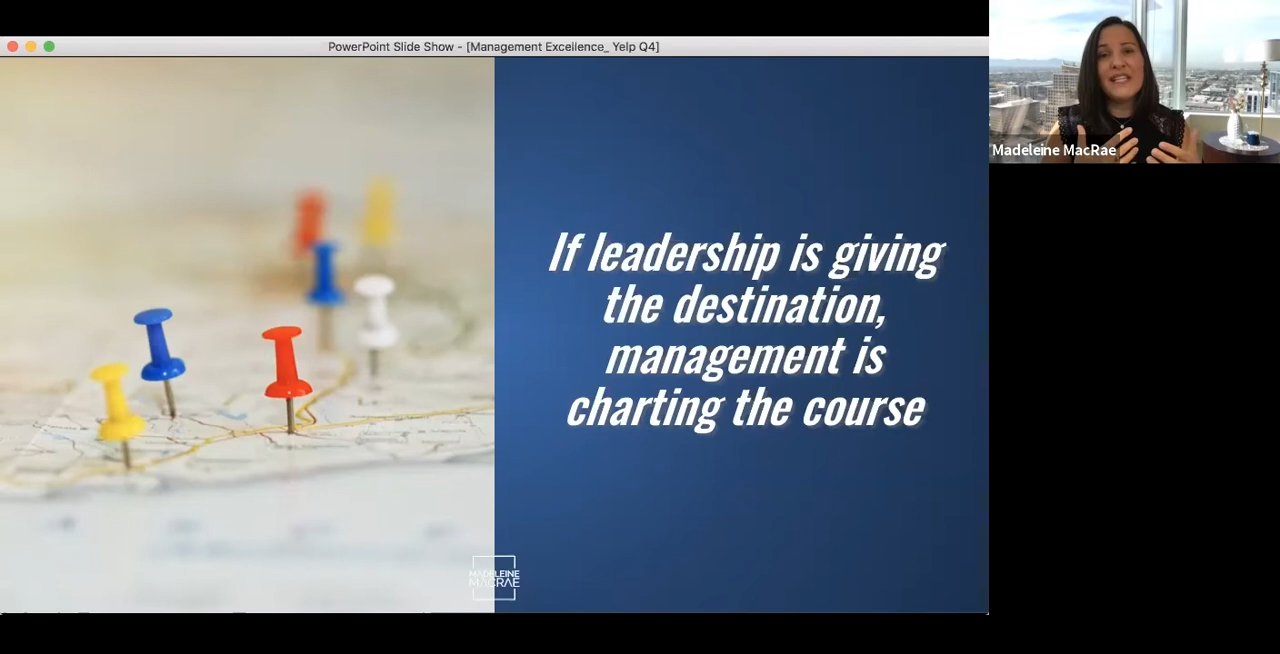 PowerPoint Slide Show - [Management Excellence_ Yelp Q4]
Madeleine MacRae
If leadership is giving
the destination,
management is
charting the course
MADELEINE
MACRAE